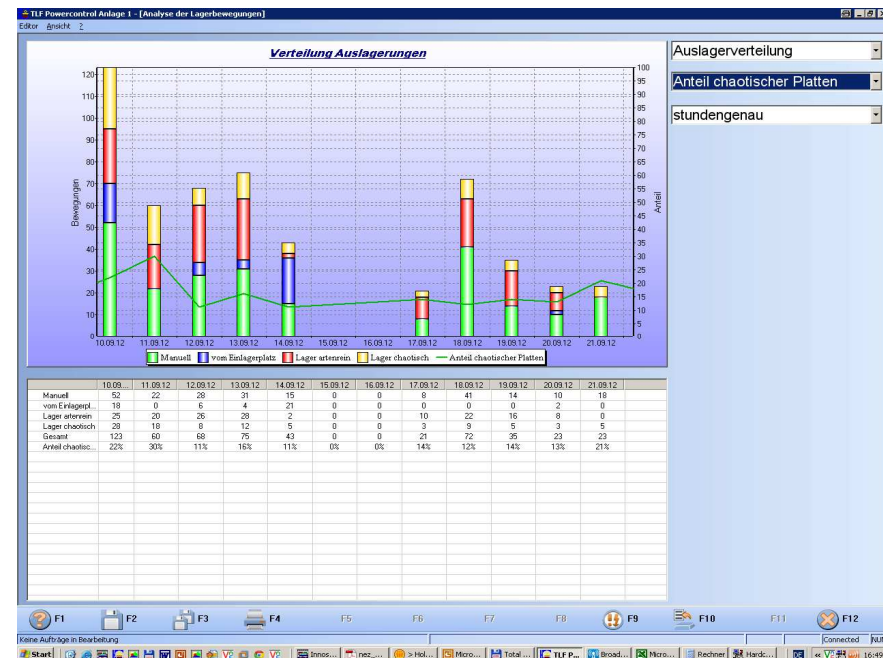 TLF Powercontrol Anlage 1 - [Analyse der Lagerbewegungen]
Editor Ansicht ?
Verteilung Auslagerungen
Auslagerverteilung
Anteil chaotischer Platten
stundengenau
Bewegungen
120
110
100
90
80
70
60
50
40
30
20
10
0
100
95
90
85
80
75
70
65
60
55
50
45
40
35
30
25
20
15
10
5
0
Anteil
10.09.12 11.09.12 12.09.12 13.09.12 14.09.12 15.09.12 16.09.12 17.09.12 18.09.12 19.09.12 20.09.12 21.09.12
Manuell vom Einlagerplatz Lager artenrein Lager chaotisch Anteil chaotischer Platten
10.09... 11.09.12 12.09.12 13.09.12 14.09.12 15.09.12 16.09.12 17.09.12 18.09.12 19.09.12 20.09.12 21.09.12
Manuell 52 22 28 31 15 0 0 8 41 14 10 18
vom Einlagerpl... 18 0 6 4 21 0 0 0 0 0 2 0
Lager artenrein 25 20 26 28 2 0 0 10 22 16 8 0
Lager chaotisch 28 18 8 12 5 0 0 3 9 5 3 5
Gesamt 123 60 68 75 43 0 0 21 72 35 23 23
Anteil chaotisc... 22% 30% 11% 16% 11% 0% 0% 14% 12% 14% 13% 21%
F1 F2 F3 F4 F5 F6 F7 F8 F9 F10 F11 F12
Keine Aufträge in Bearbeitung Connected NUM
Start Innos... nez_... > Hol... Micro... Total ... TLF P... Broad... Micro... Rechner Hardc... 16:49